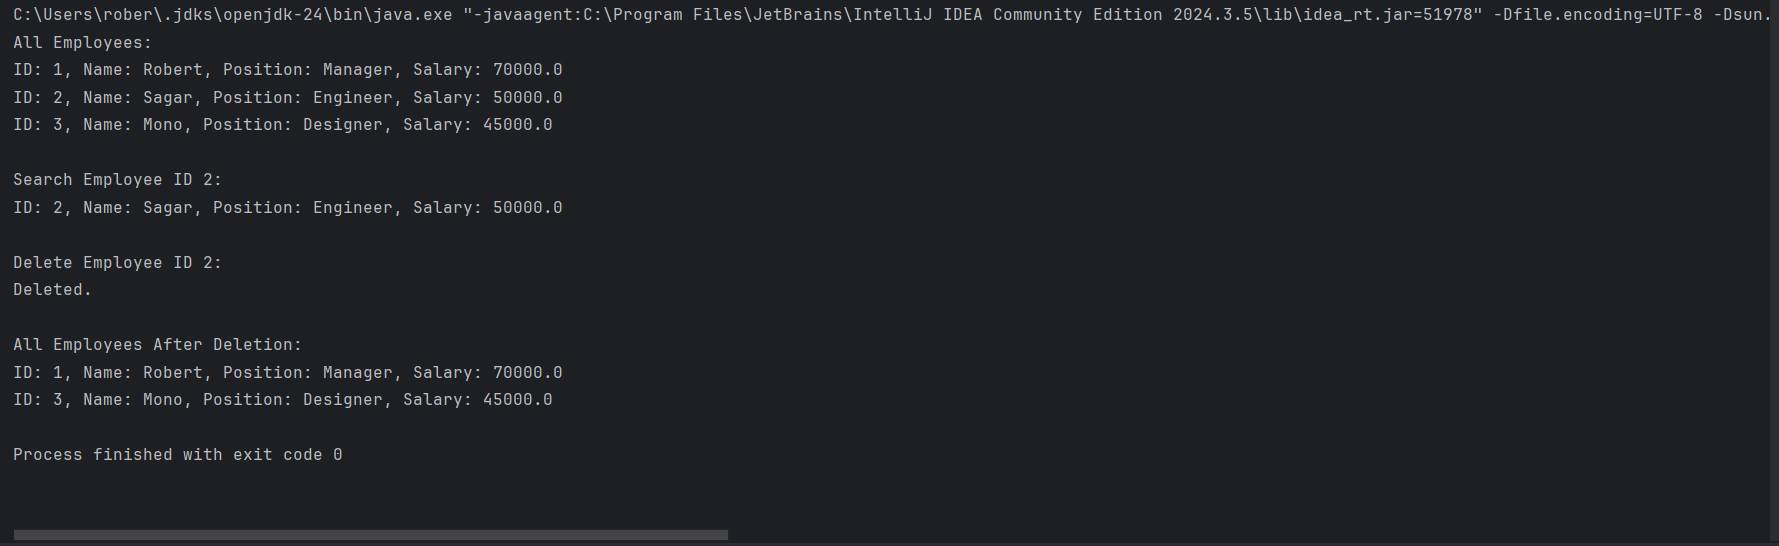 C:\Users\rober\.jdks\openjdk-24\bin\java.exe "-javaagent:C:\Program Files\JetBrains\IntelliJ IDEA Community Edition 2024.3.5\lib\idea_rt.jar=51978" -Dfile.encoding=UTF-8 -Dsun.
All Employees:
ID: 1, Name: Robert, Position: Manager, Salary: 70000.0
ID: 2, Name: Sagar, Position: Engineer, Salary: 50000.0
ID: 3, Name: Mono, Position: Designer, Salary: 45000.0
Search Employee ID 2:
ID: 2, Name: Sagar, Position: Engineer, Salary: 50000.0
Delete Employee ID 2:
Deleted.
All Employees After Deletion:
ID: 1, Name: Robert, Position: Manager, Salary: 70000.0
ID: 3, Name: Mono, Position: Designer, Salary: 45000.0
Process finished with exit code 0